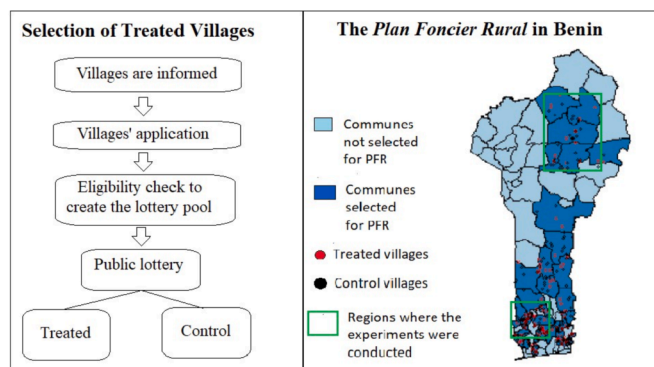 Selection of Treated Villages
Villages are informed
Villages' application
Eligibility check to
create the lottery pool
Public lottery
Treated
Control
The Plan Foncier Rural in Benin
Communes
not selected
for PFR
Communes
selected
for PFR
Treated villages
Control villages
Regions where the
experiments were
conducted